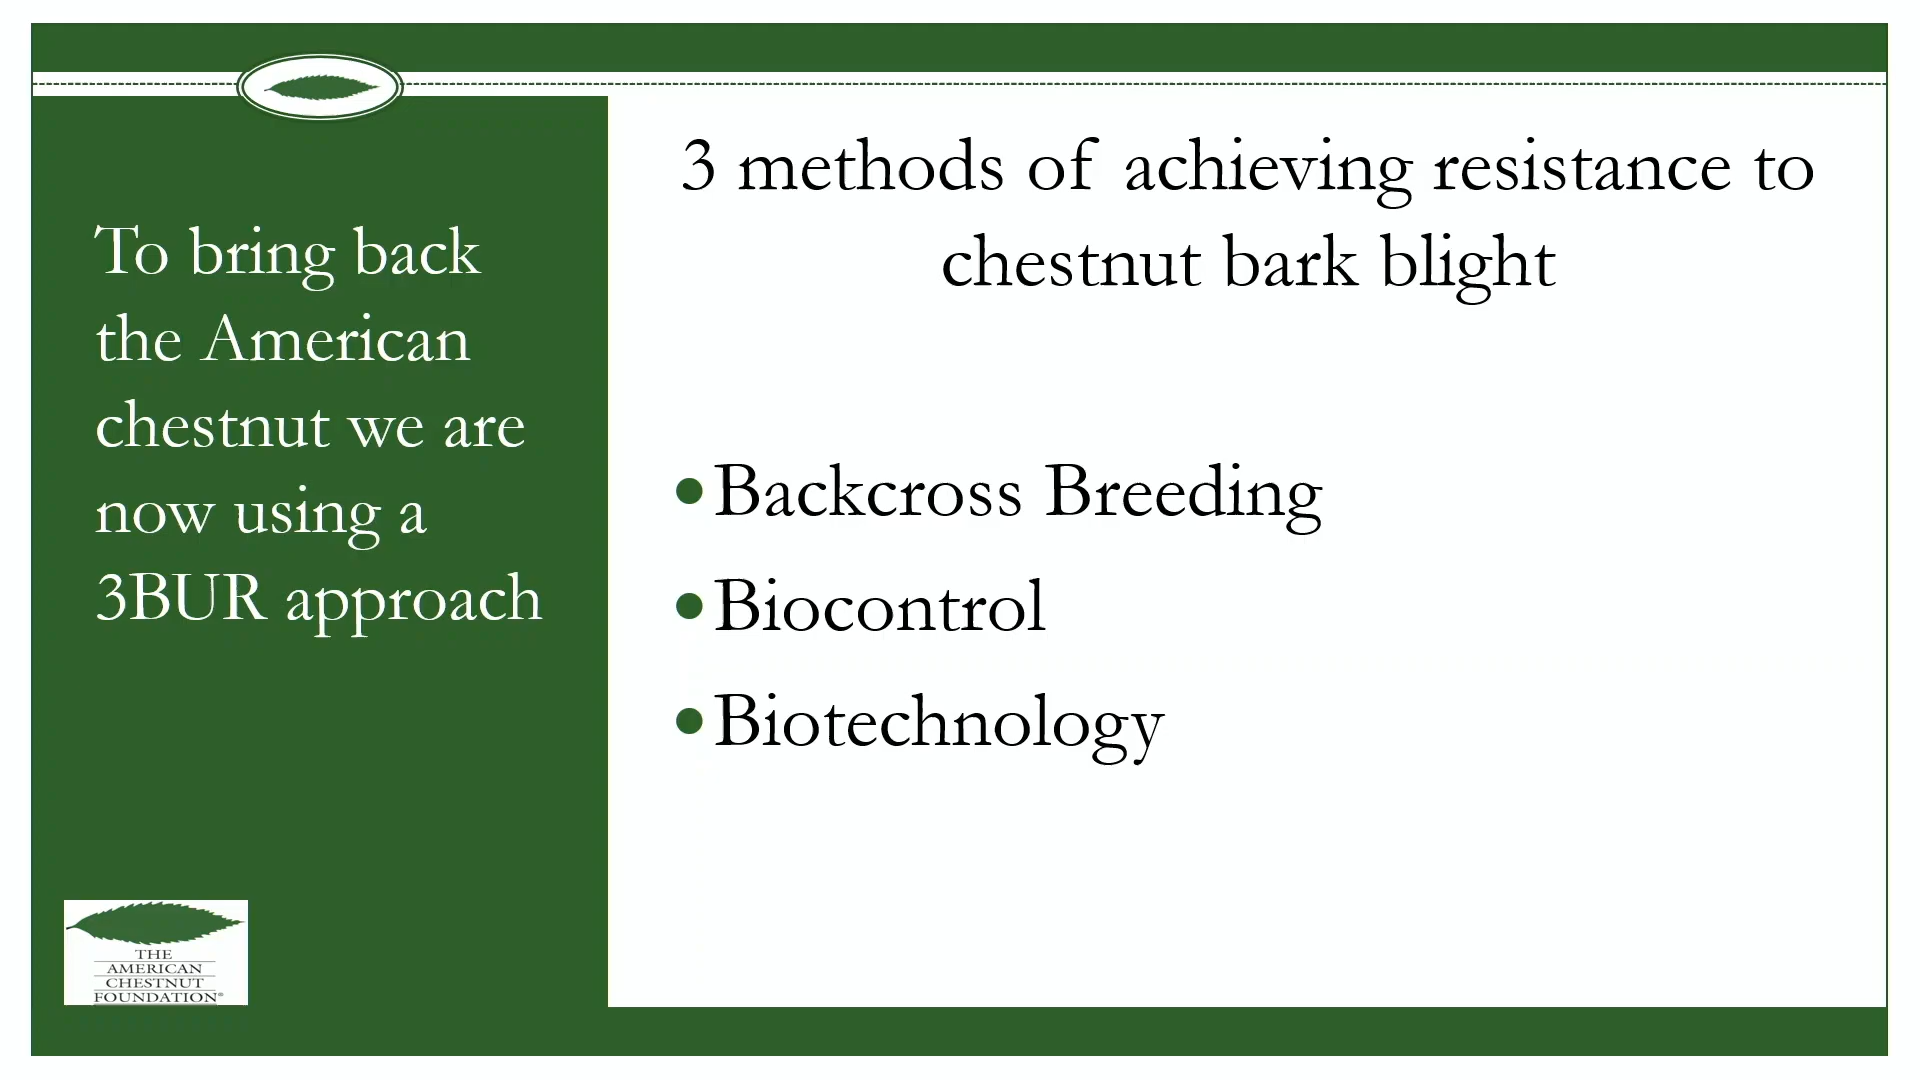 To bring back
the American
chestnut we are
now using a
3BUR approach
3 methods of achieving resistance to
chestnut bark blight
•Backcross Breeding
•Biocontrol
•Biotechnology
THE
AMERICAN
CHESTNUT
FOUNDATION®